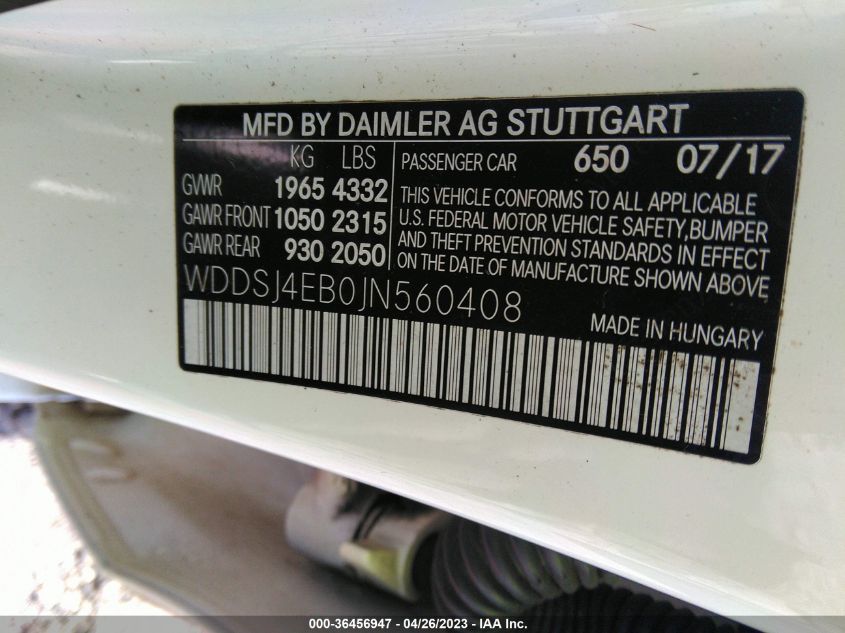 MFD BY DAIMLER AG STUTTGART
KG LBS
GVWR 1965 4332
GAWR FRONT 1050 2315
GAWR REAR 930 2050
PASSENGER CAR 650 07/17
THIS VEHICLE CONFORMS TO ALL APPLICABLE
U.S. FEDERAL MOTOR VEHICLE SAFETY,BUMPER
AND THEFT PREVENTION STANDARDS IN EFFECT
ON THE DATE OF MANUFACTURE SHOWN ABOVE
WDDSJ4EB0JN560408
MADE IN HUNGARY
000-36456947 - 04/26/2023 - IAA Inc.